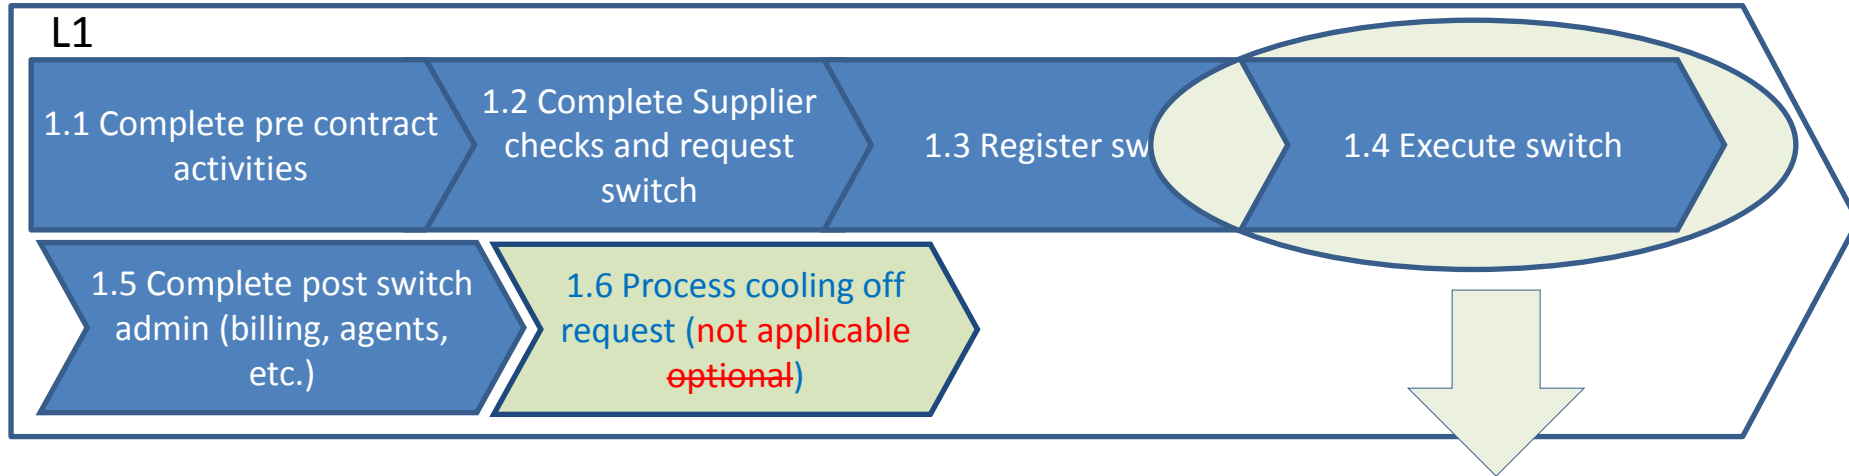 L1
1.1 Complete pre contract
activities
1.2 Complete Supplier
checks and request
switch
1.3 Register sw
1.4 Execute switch
1.5 Complete post switch
admin (billing, agents,
etc.)
1.6 Process cooling off
request (not applicable
optional)